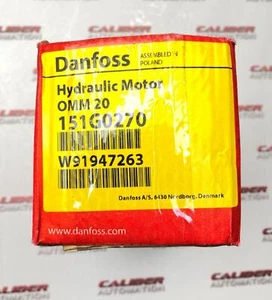 Danfoss
ASSEMBLED IN
POLAND
Hydraulic Motor
OMM 20
151G0270
W91947263
Danfoss A/S, 6430 Nordborg, Denmark
www.danfoss.com
CALIBER
AUTOMATION